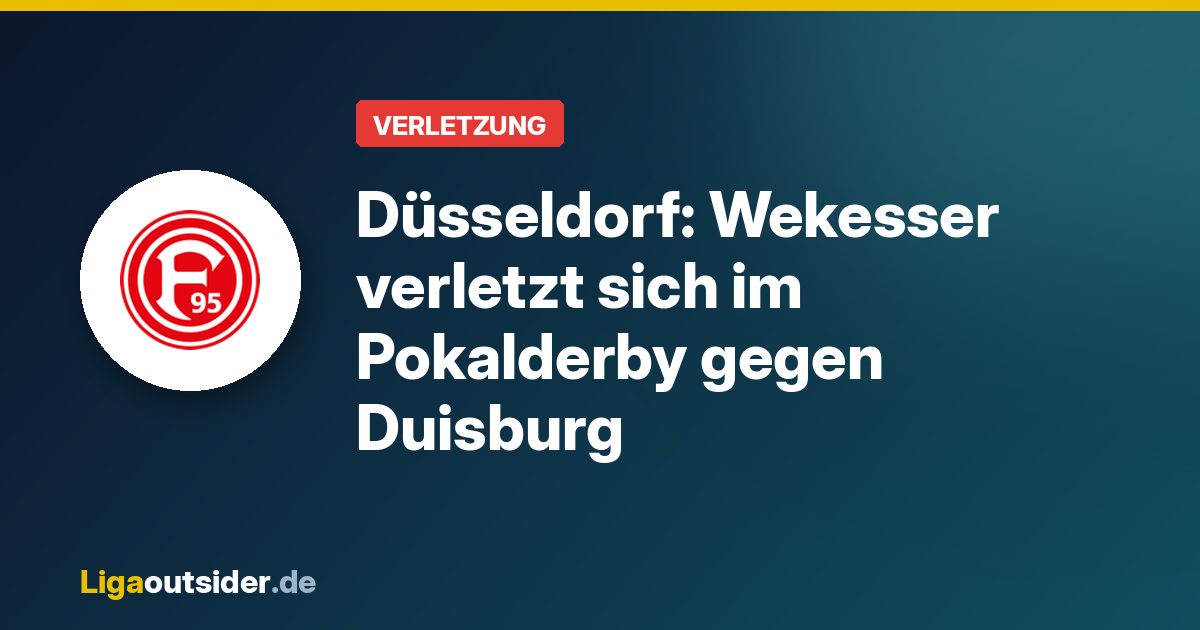 VERLETZUNG
Düsseldorf: Wekesser
verletzt sich im
Pokalderby gegen
Duisburg
F 95
Ligaoutsider.de